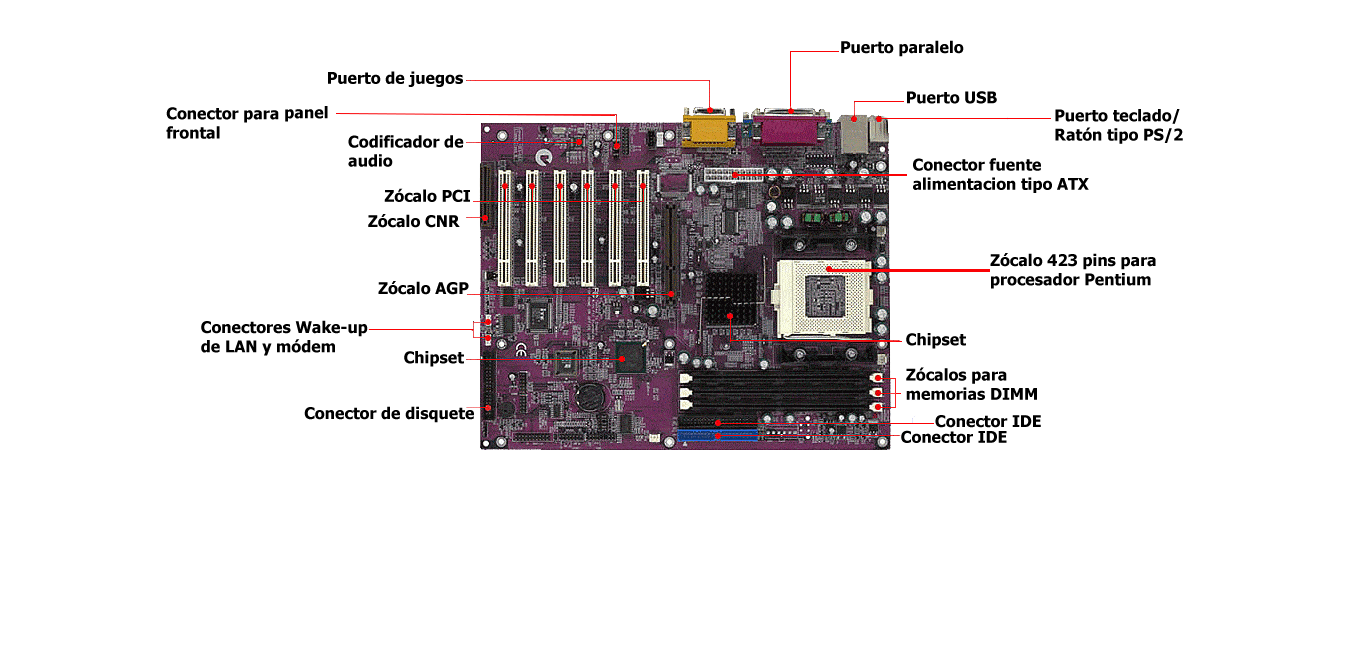 Puerto paralelo
Puerto de juegos
Puerto USB
Conector para panel
frontal
Puerto teclado/
Ratón tipo PS/2
Codificador de
audio
Conector fuente
alimentacion tipo ATX
Zócalo PCI
Zócalo CNR
Zócalo 423 pins para
procesador Pentium
Zócalo AGP
Conectores Wake-up
de LAN y módem
Chipset
Chipset
Zócalos para
memorias DIMM
Conector de disquete
Conector IDE
Conector IDE
CE